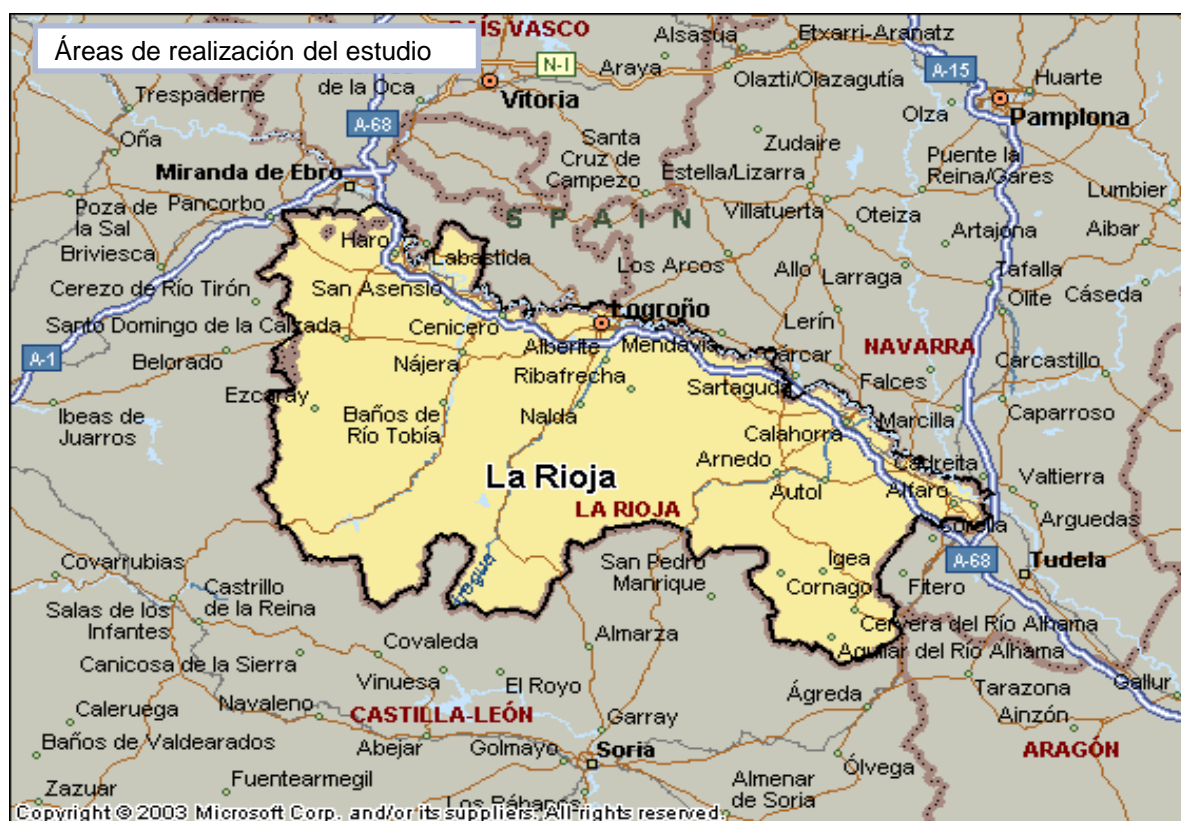 Áreas de realización del estudio
PAÍS VASCO
Alsasua
Etxarri-Aranatz
N-I
Araya
Olazti/Olazagutía
A-15
Huarte
de la Oca
Vitoria
Olza
Pamplona
Trespaderne
A-68
Oña
Santa
Cruz de
Campezo
Zudaire
Puente la
Reina/Gares
Miranda de Ebro
Estella/Lizarra
Lumbier
Poza de
la Sal
Pancorbo
Villatuerta
Oteiza
SPAIN
Artajona
Aibar
Briviesca
Haro
Labastida
Los Arcos
Allo
Larraga
Tafalla
Cerezo de Río Tirón
San Asensio
Olite
Cáseda
Santo Domingo de la Calzada
Cenicero
Logroño
Lerín
A-1
Belorado
Nájera
Alberite
Mendavia
Cárcar
NAVARRA
Carcastillo
Ezcaray
Ribafrecha
Sartaguda
Falces
Ibeas de
Juarros
Baños de
Río Tobía
Nalda
Marcilla
Caparroso
Calahorra
Arnedo
Cadreita
Valtierra
La Rioja
Autol
Alfaro
LA RIOJA
Arguedas
Corella
Covarrubias
San Pedro
Manrique
Igea
A-68
Tudela
Castrillo
de la Reina
Iregua
Cornago
Fitero
Salas de los
Infantes
Cervera del Río Alhama
Covaleda
Almarza
Aguilar del Río Alhama
Canicosa de la Sierra
Vinuesa
El Royo
Ágreda
Tarazona
Gallur
Caleruega
Navaleno
CASTILLA-LEÓN
Garray
Ainzón
Baños de Valdearados
Abejar
Golmayo
Soria
ARAGÓN
Zazuar
Fuentearmegil
Almenar
de Soria
Ólvega
Los Rábanos
Copyright © 2003 Microsoft Corp. and/or its suppliers. All rights reserved.